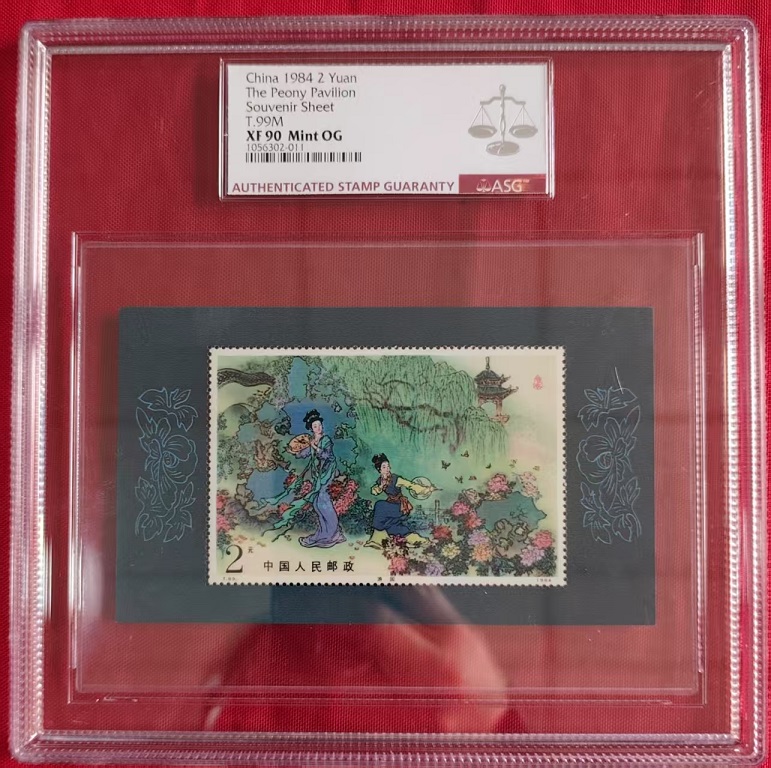 China 1984 2 Yuan
The Peony Pavilion
Souvenir Sheet
T.99M
XF 90 Mint OG
1056302-011
AUTHENTICATED STAMP GUARANTY ASG
2元 中国人民邮政
1984